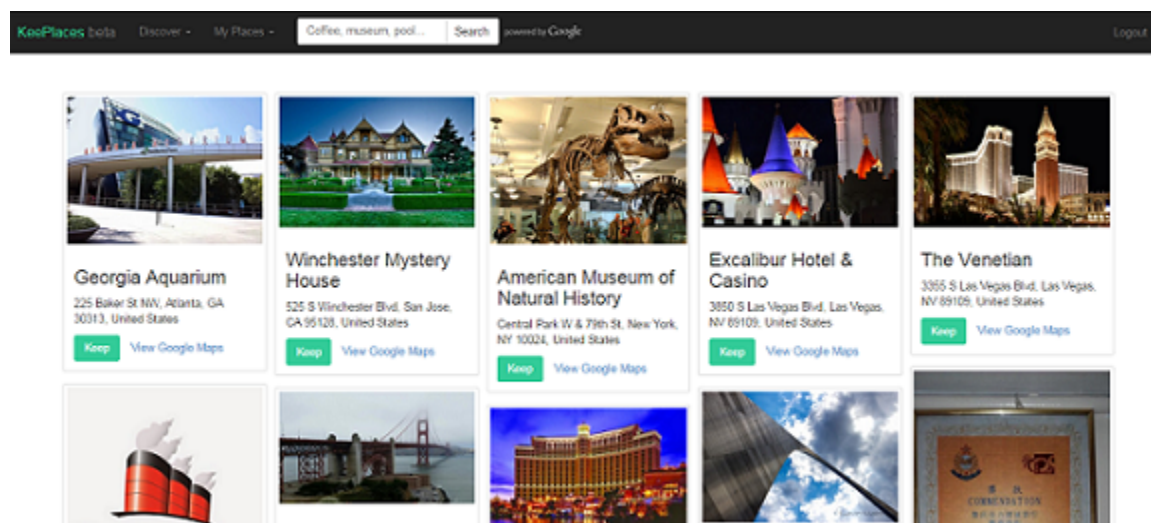 KeePlaces beta
Discover
My Places
Coffee, museum, pool...
Search
powered by Google
Logout
Georgia Aquarium
225 Baker St NW, Atlanta, GA
30313, United States
Keep
View Google Maps
Winchester Mystery
House
525 S Winchester Blvd, San Jose,
CA 95128, United States
Keep
View Google Maps
American Museum of
Natural History
Central Park W & 79th St, New York,
NY 10024, United States
Keep
View Google Maps
Excalibur Hotel &
Casino
3850 S Las Vegas Blvd, Las Vegas,
NV 89109, United States
Keep
View Google Maps
The Venetian
3355 S Las Vegas Blvd, Las Vegas,
NV 89109, United States
Keep
View Google Maps
COMMENDATION